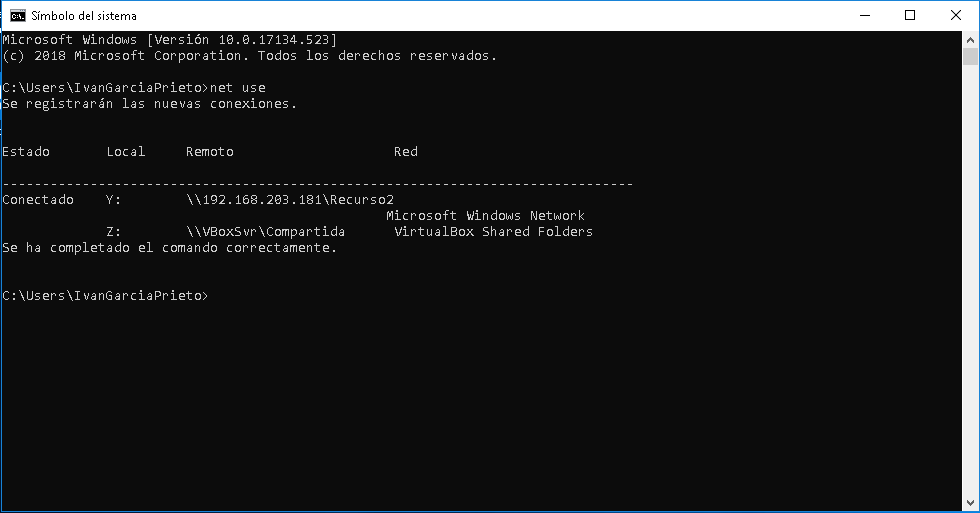 Símbolo del sistema
Microsoft Windows [Versión 10.0.17134.523]
(c) 2018 Microsoft Corporation. Todos los derechos reservados.
C:\Users\IvanGarciaPrieto>net use
Se registrarán las nuevas conexiones.
Estado       Local     Remoto                    Red
-------------------------------------------------------------------------------
Conectado    Y:        \\192.168.203.181\Recurso2
                                                Microsoft Windows Network
             Z:        \\VBoxSvr\Compartida      VirtualBox Shared Folders
Se ha completado el comando correctamente.
C:\Users\IvanGarciaPrieto>